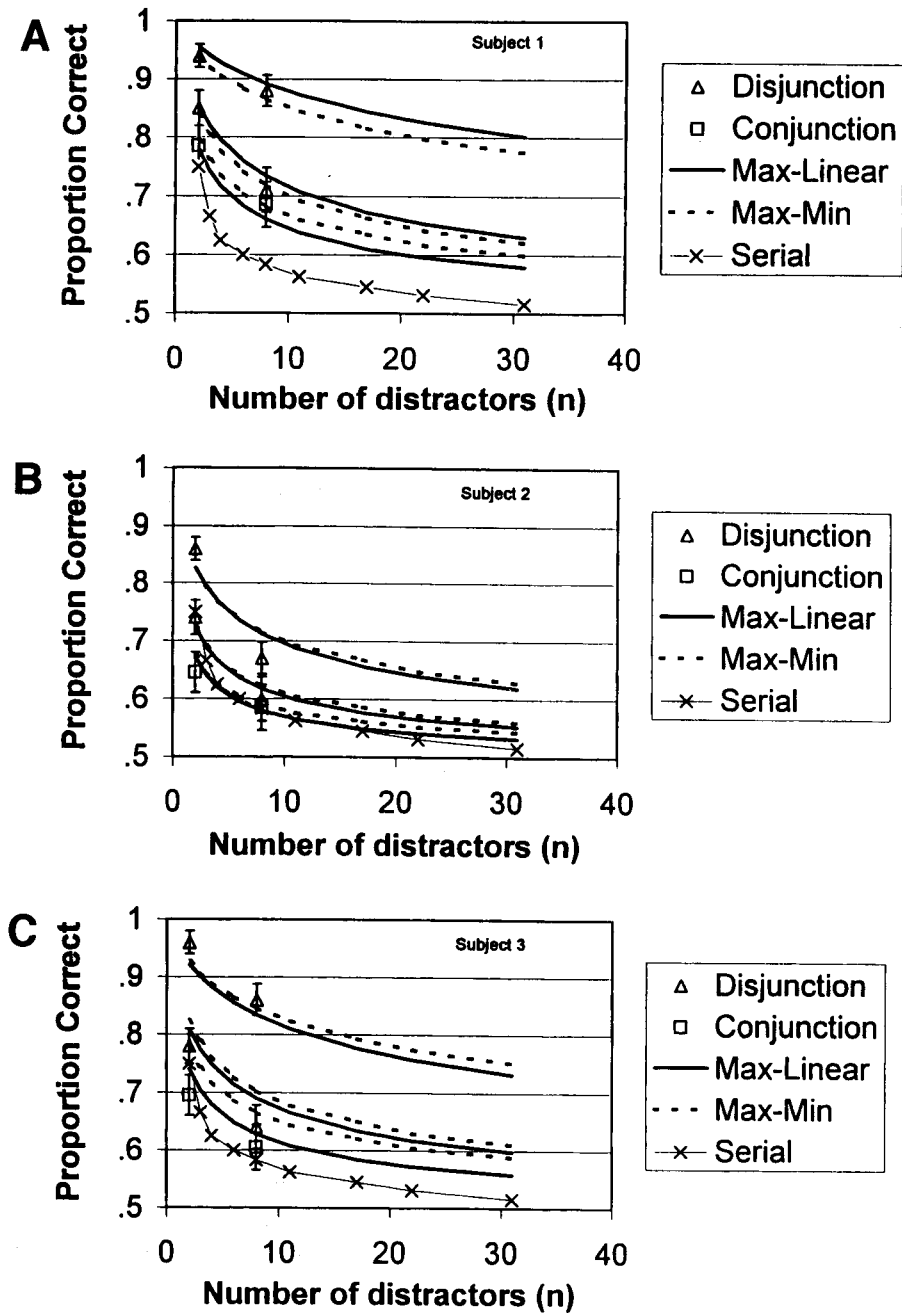 A
Subject 1
Proportion Correct
1
.9
.8
.7
.6
.5
0 10 20 30 40
Number of distractors (n)
Disjunction
Conjunction
Max-Linear
Max-Min
Serial
B
Subject 2
Proportion Correct
1
.9
.8
.7
.6
.5
0 10 20 30 40
Number of distractors (n)
Disjunction
Conjunction
Max-Linear
Max-Min
Serial
C
Subject 3
Proportion Correct
1
.9
.8
.7
.6
.5
0 10 20 30 40
Number of distractors (n)
Disjunction
Conjunction
Max-Linear
Max-Min
Serial